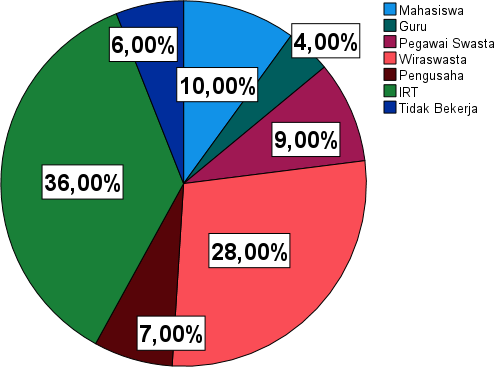 Mahasiswa
Guru
Pegawai Swasta
Wiraswasta
Pengusaha
IRT
Tidak Bekerja
6,00%
4,00%
10,00%
9,00%
36,00%
28,00%
7,00%